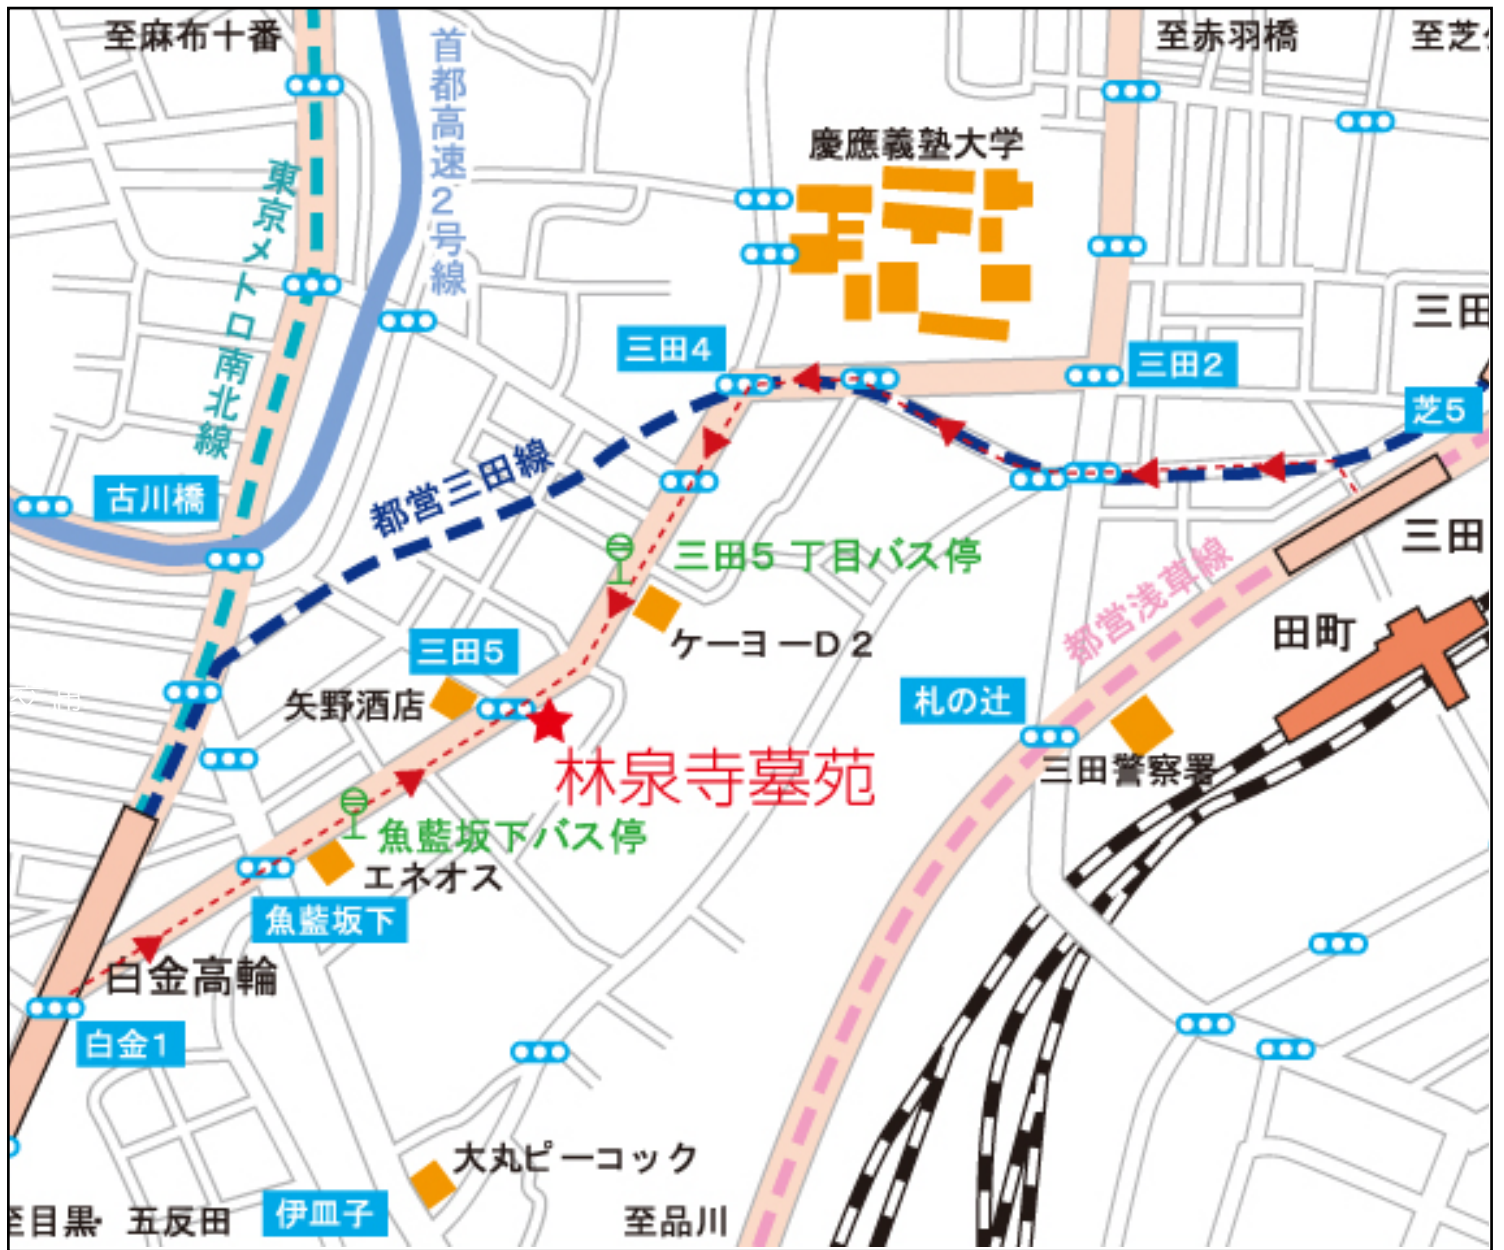 至麻布十番
首都高速2号線
至赤羽橋
慶應義塾大学
東京メトロ南北線
三田
三田4
三田2
芝5
都営三田線
古川橋
三田5丁目バス停
三田
都営浅草線
ケーヨーD2
田町
三田5
矢野酒店
札の辻
林泉寺墓苑
三田警察署
魚藍坂下バス停
エネオス
魚藍坂下
白金高輪
白金1
大丸ピーコック
至目黒 五反田
伊皿子
至品川